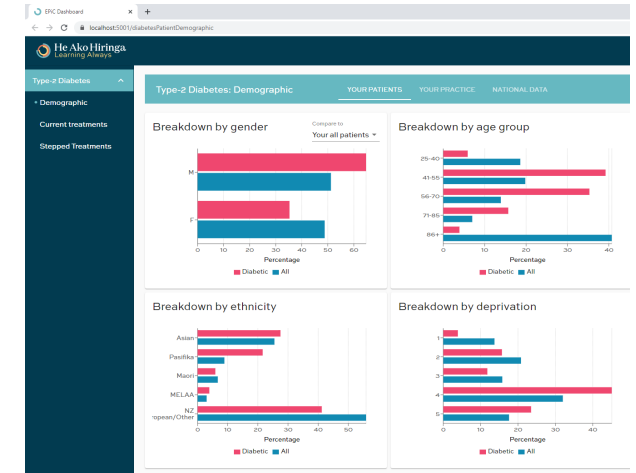 EPiC Dashboard
localhost:5001/diabetesPatientDemographic
He Ako Hiringa
Learning Always
Type-2 Diabetes
Demographic
Current treatments
Stepped Treatments
Type-2 Diabetes: Demographic YOUR PATIENTS YOUR PRACTICE NATIONAL DATA
Breakdown by gender
Compare to
Your all patients
M
F
0 10 20 30 40 50 60
Percentage
Diabetic All
Breakdown by age group
25-40
41-55
56-70
71-85
86+
0 10 20 30 40
Percentage
Diabetic All
Breakdown by ethnicity
Asian
Pasifika
Maori
MELAA
NZ
ropean/Other
0 10 20 30 40 50
Percentage
Diabetic All
Breakdown by deprivation
1
2
3
4
5
0 10 20 30 40
Percentage
Diabetic All